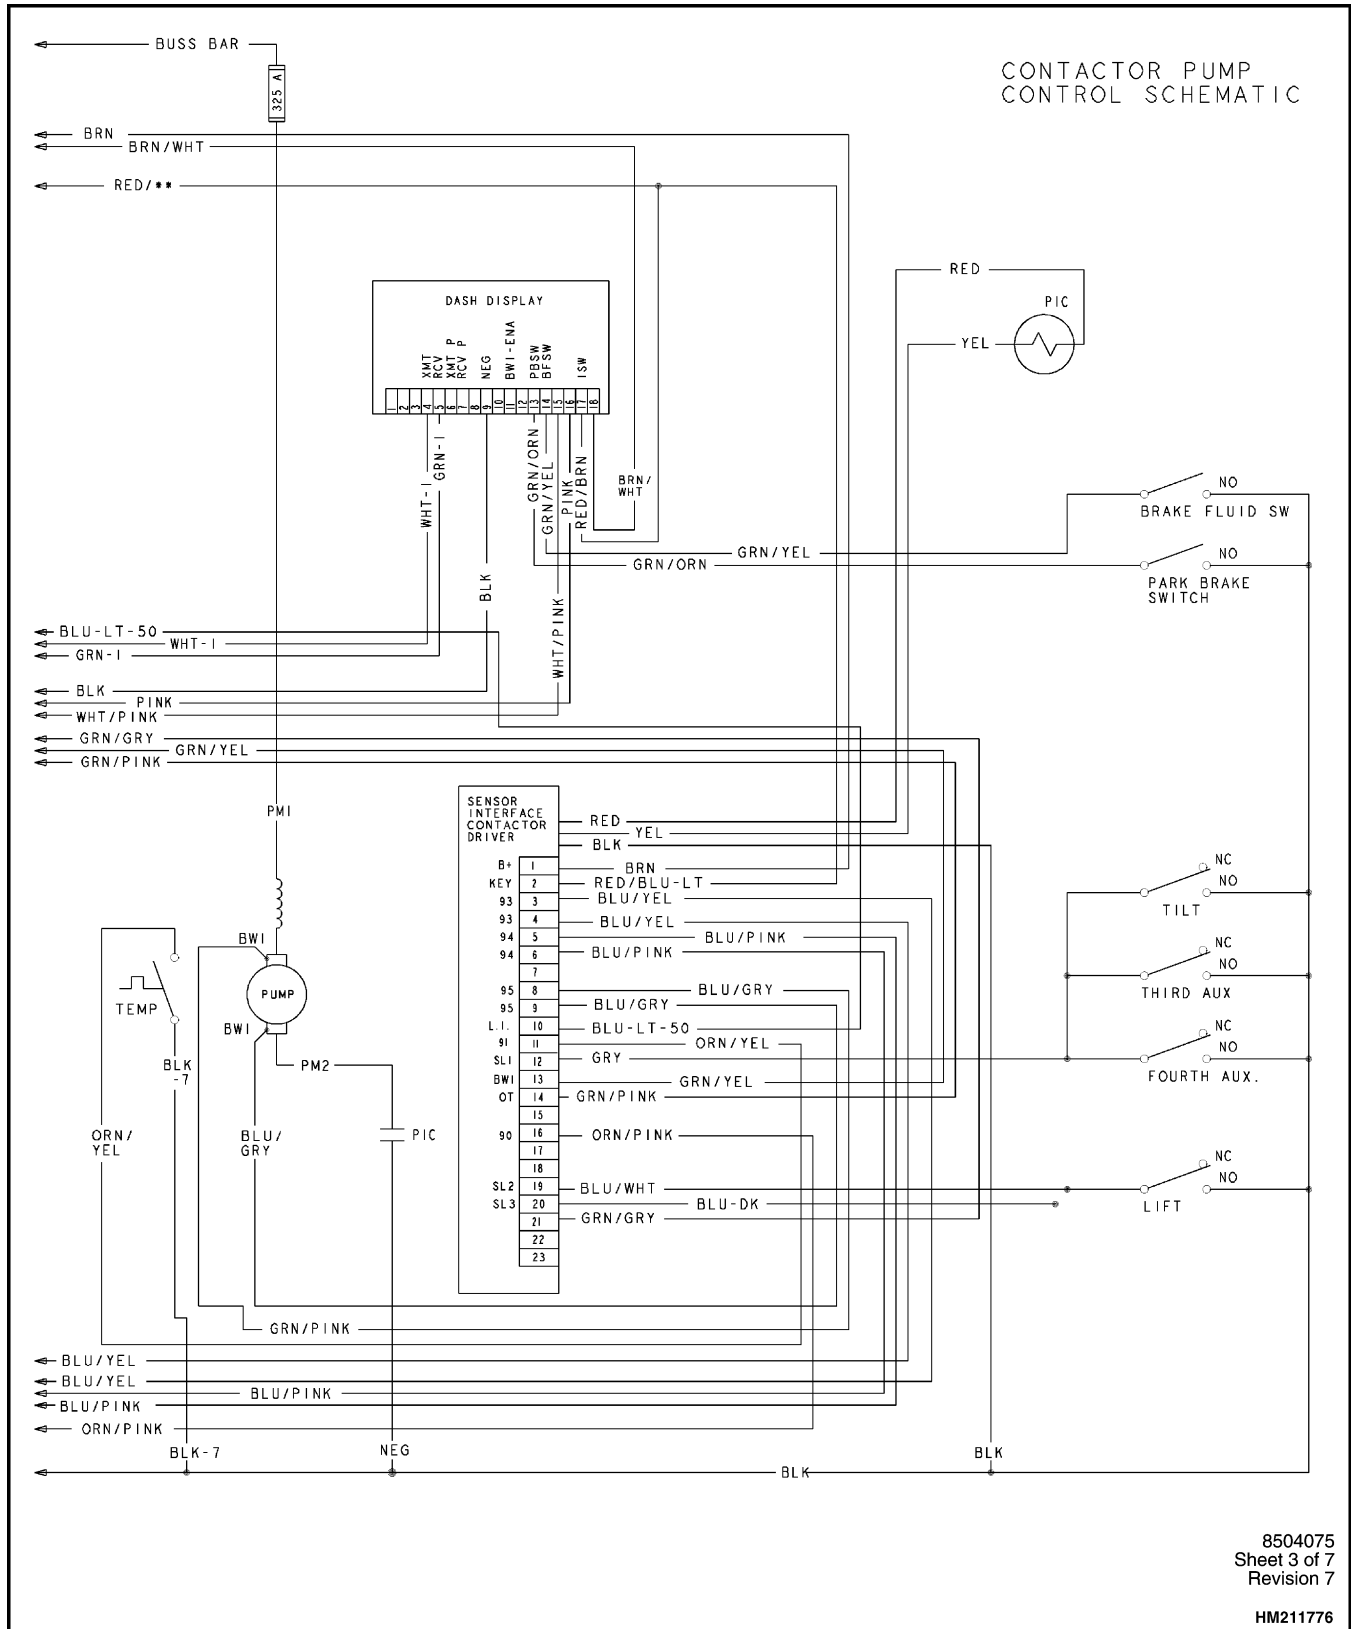 BUSS BAR
325 A
CONTACTOR PUMP
CONTROL SCHEMATIC
BRN
BRN/WHT
RED/**
RED
PIC
YEL
DASH DISPLAY
XMT
RCV
XMT P
RCV P
NEG
BWI-ENA
PBSW
BFSW
ISW
1
2
3
4
5
6
7
8
9
10
11
12
13
14
15
16
17
18
WHT-1
GRN-1
BLK
GRN/ORN
GRN/YEL
WHT/PINK
PINK
RED/BRN
BRN/
WHT
NO
BRAKE FLUID SW
GRN/YEL
GRN/ORN
NO
PARK BRAKE
SWITCH
BLU-LT-50
WHT-1
GRN-1
BLK
PINK
WHT/PINK
GRN/GRY
GRN/YEL
GRN/PINK
PM1
SENSOR
INTERFACE
CONTACTOR
DRIVER
RED
YEL
BLK
B+ 1 BRN
KEY 2 RED/BLU-LT
93 3 BLU/YEL
93 4 BLU/YEL
94 5 BLU/PINK
94 6 BLU/PINK
7
95 8 BLU/GRY
95 9 BLU/GRY
L.I. 10 BLU-LT-50
91 11 ORN/YEL
SL1 12 GRY
BWI 13 GRN/YEL
OT 14 GRN/PINK
15
90 16 ORN/PINK
17
18
SL2 19 BLU/WHT
SL3 20 BLU-DK
21 GRN/GRY
22
23
NC
NO
TILT
NC
NO
THIRD AUX
NC
NO
FOURTH AUX.
NC
NO
LIFT
BWI
PUMP
BWI
TEMP
BLK
-7
PM2
PIC
ORN/
YEL
BLU/
GRY
GRN/PINK
BLU/YEL
BLU/YEL
BLU/PINK
BLU/PINK
ORN/PINK
BLK-7
NEG
BLK
BLK
8504075
Sheet 3 of 7
Revision 7
HM211776